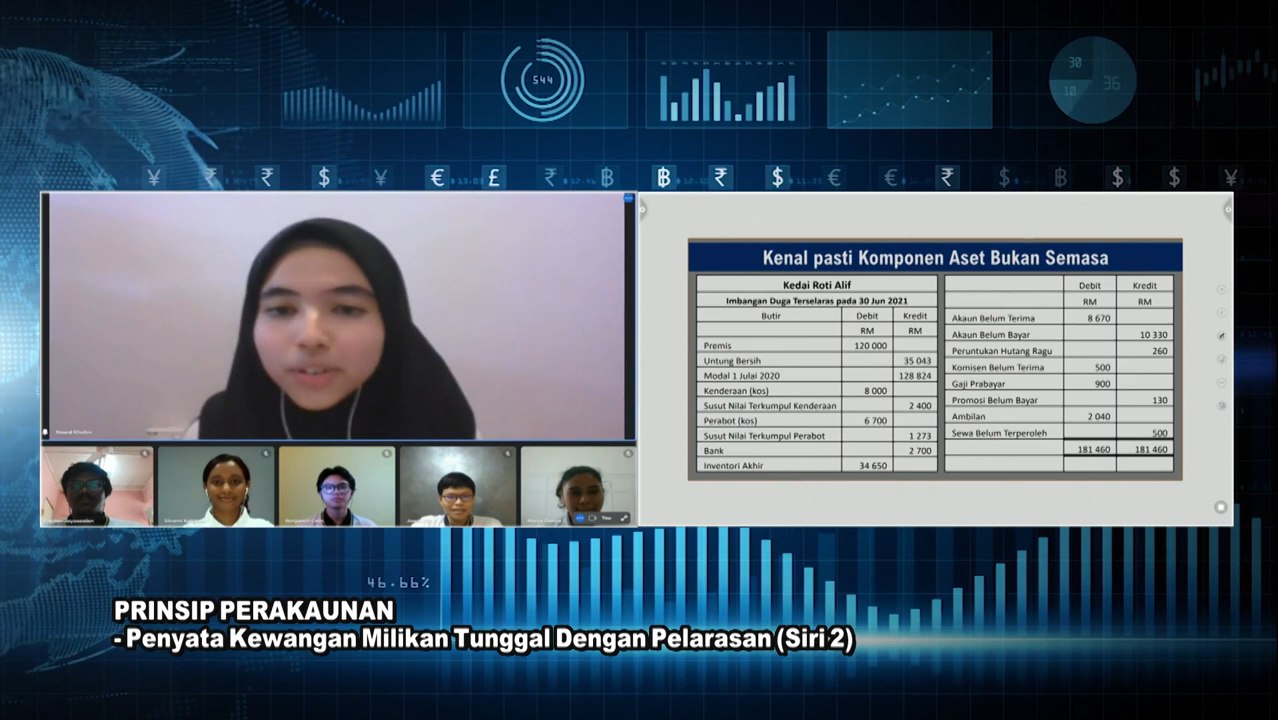 544
30
10
36
¥ ₹ ₹ $ ¥ € £ ₹ ฿ ฿ ₹ $ € € ₹ $ ฿ $ $ ¥
Kenal pasti Komponen Aset Bukan Semasa
Kedai Roti Alif
Imbangan Duga Terselaras pada 30 Jun 2021
Butir Debit Kredit
RM RM
Premis 120 000
Untung Bersih 35 043
Modal 1 Julai 2020 128 824
Kenderaan (kos) 8 000
Susut Nilai Terkumpul Kenderaan 2 400
Perabot (kos) 6 700
Susut Nilai Terkumpul Perabot 1 273
Bank 2 700
Inventori Akhir 34 650
Debit Kredit
RM RM
Akaun Belum Terima 8 670
Akaun Belum Bayar 10 330
Peruntukan Hutang Ragu 260
Komisen Belum Terima 500
Gaji Prabayar 900
Promosi Belum Bayar 130
Ambilan 2 040
Sewa Belum Terperoleh 500
181 460 181 460
You
46.66%
PRINSIP PERAKAUNAN
- Penyata Kewangan Milikan Tunggal Dengan Pelarasan (Siri 2)